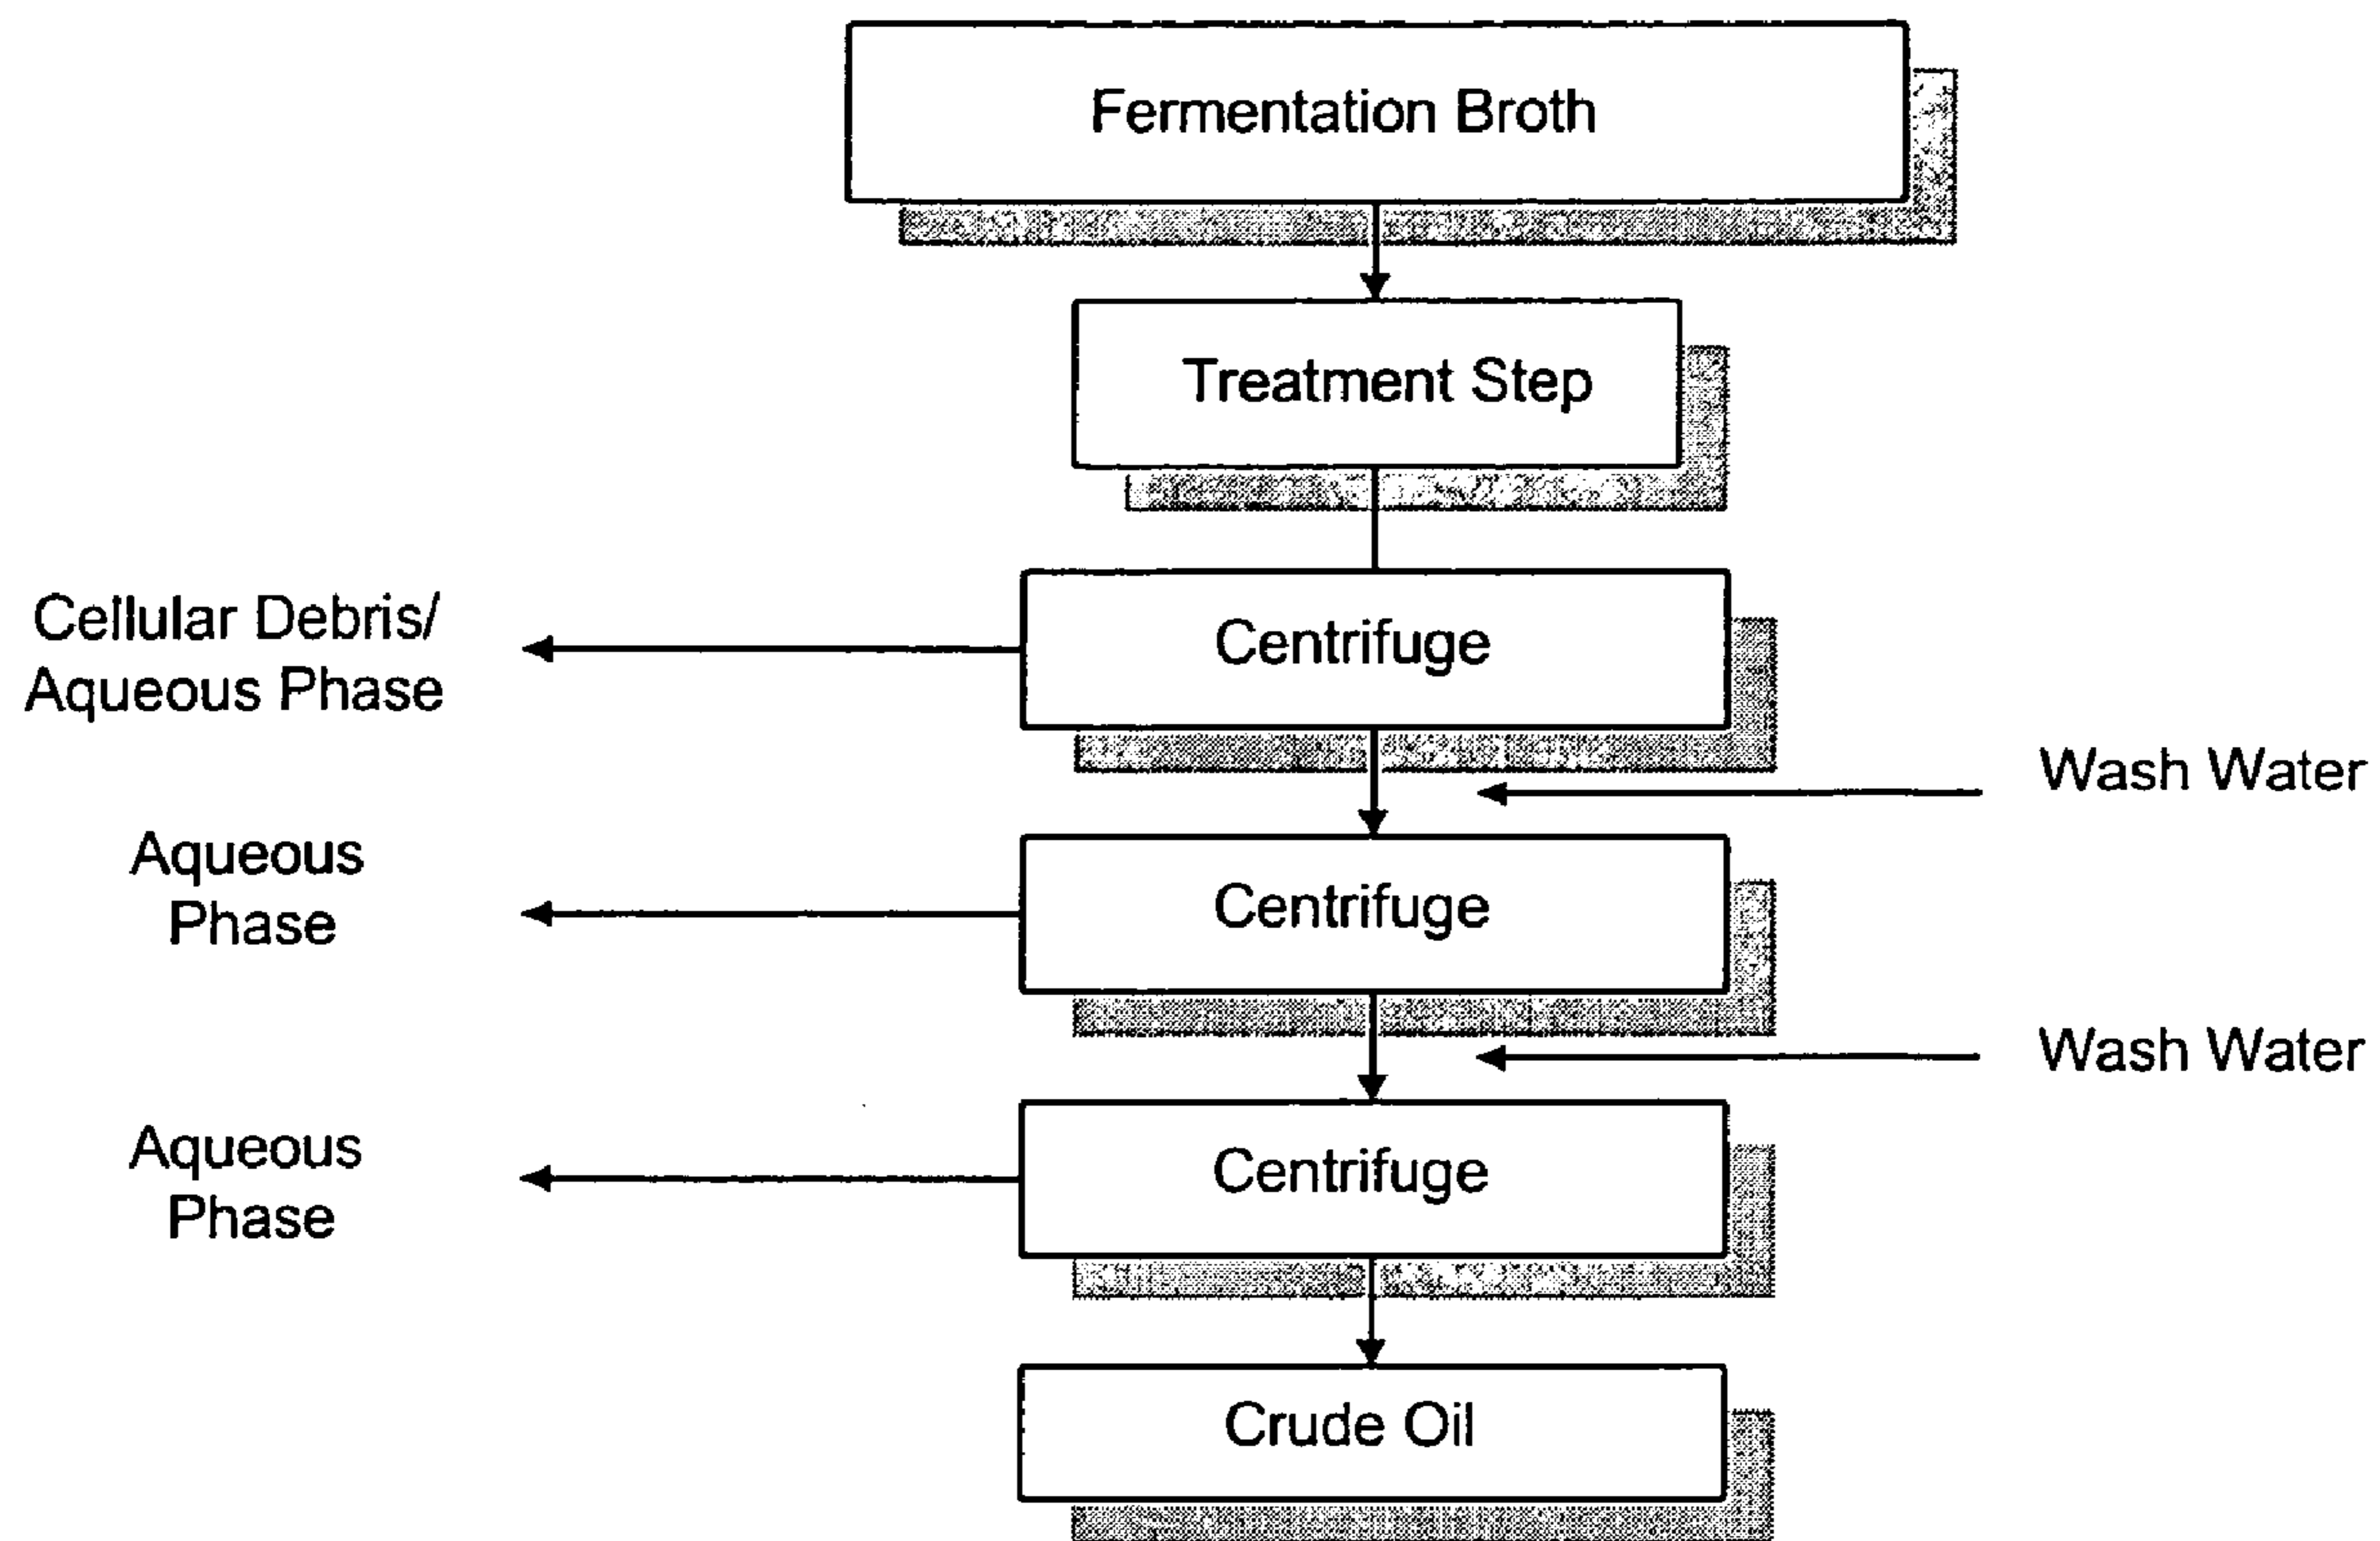 Fermentation Broth
Treatment Step
Cellular Debris/
Aqueous Phase
Centrifuge
Wash Water
Aqueous
Phase
Centrifuge
Wash Water
Aqueous
Phase
Centrifuge
Crude Oil